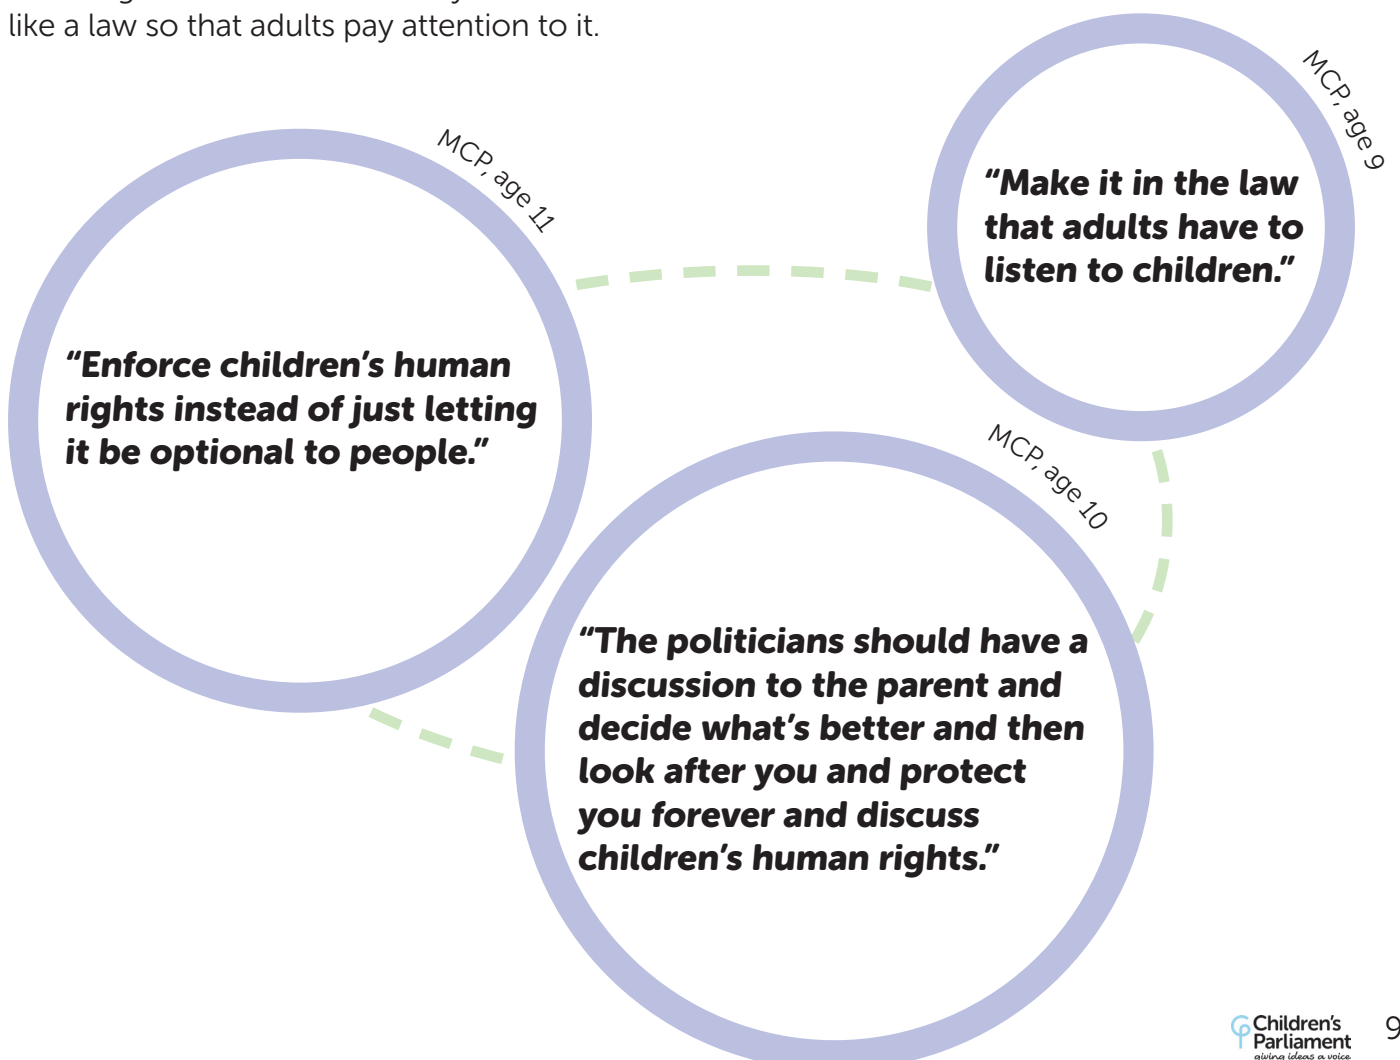 like a law so that adults pay attention to it.
MCP, age 11
“Enforce children’s human
rights instead of just letting
it be optional to people.”
MCP, age 9
“Make it in the law
that adults have to
listen to children.”
MCP, age 10
“The politicians should have a
discussion to the parent and
decide what’s better and then
look after you and protect
you forever and discuss
children’s human rights.”
Children’s
Parliament
giving ideas a voice
9